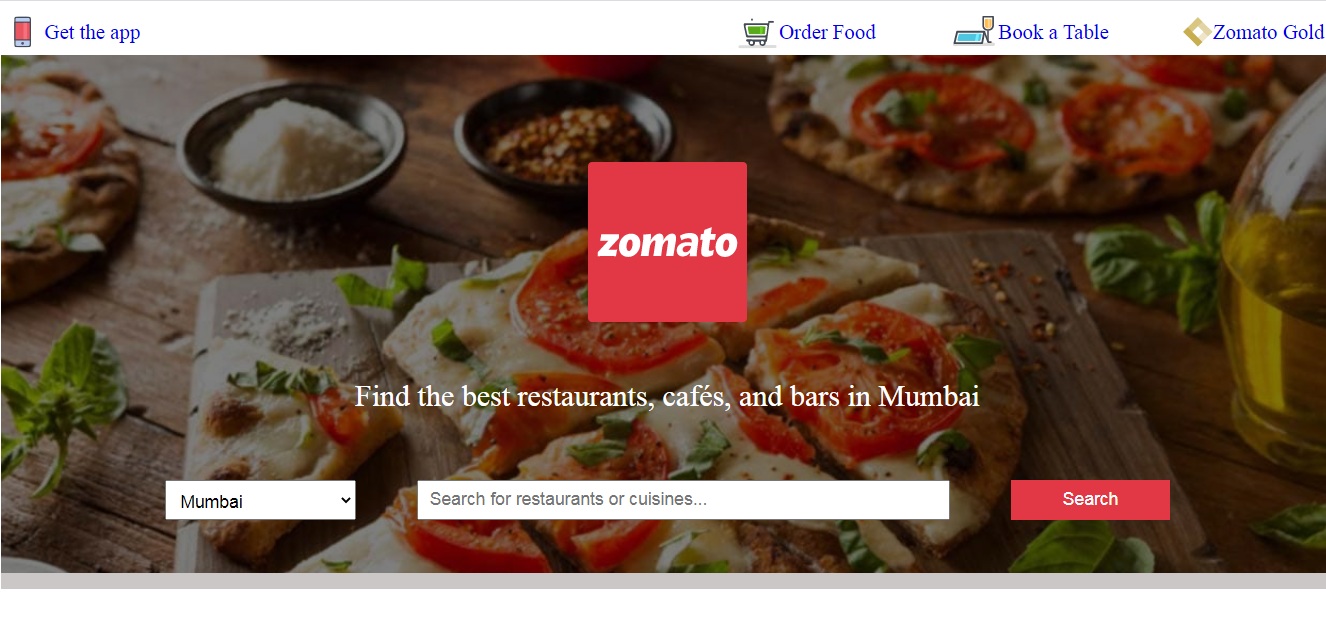 Get the app
Order Food
Book a Table
Zomato Gold
zomato
Find the best restaurants, cafés, and bars in Mumbai
Mumbai
Search for restaurants or cuisines...
Search